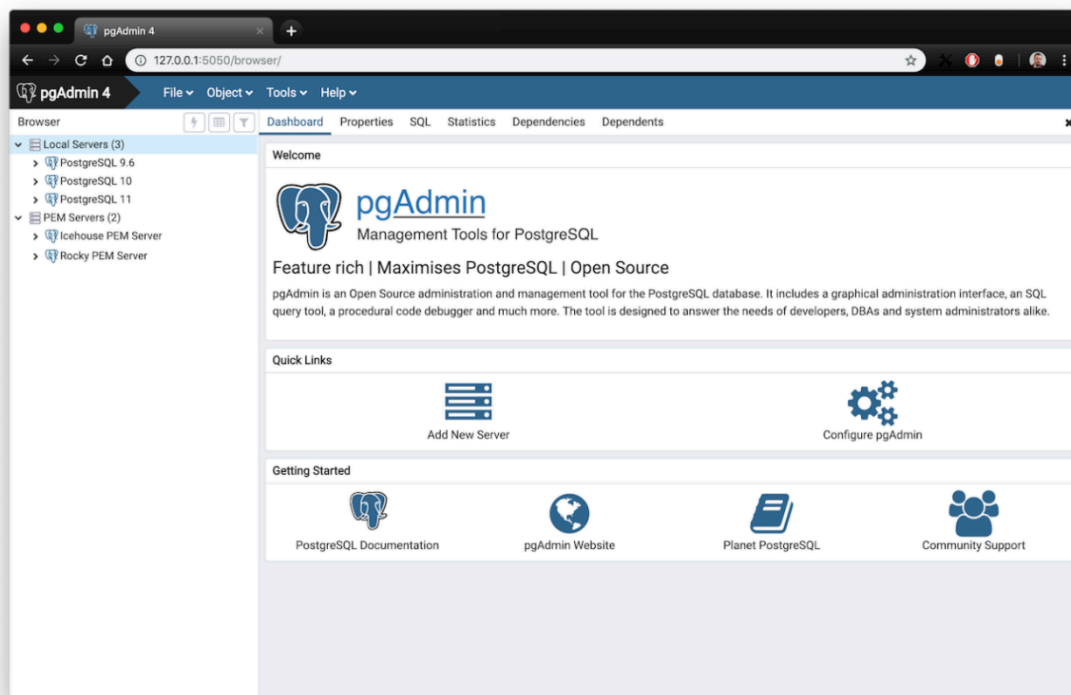 pgAdmin 4
127.0.0.1:5050/browser/
pgAdmin 4
File Object Tools Help
Browser
Dashboard Properties SQL Statistics Dependencies Dependents
Local Servers (3)
PostgreSQL 9.6
PostgreSQL 10
PostgreSQL 11
PEM Servers (2)
Icehouse PEM Server
Rocky PEM Server
Welcome
pgAdmin
Management Tools for PostgreSQL
Feature rich | Maximises PostgreSQL | Open Source
pgAdmin is an Open Source administration and management tool for the PostgreSQL database. It includes a graphical administration interface, an SQL
query tool, a procedural code debugger and much more. The tool is designed to answer the needs of developers, DBAs and system administrators alike.
Quick Links
Add New Server
Configure pgAdmin
Getting Started
PostgreSQL Documentation
pgAdmin Website
Planet PostgreSQL
Community Support